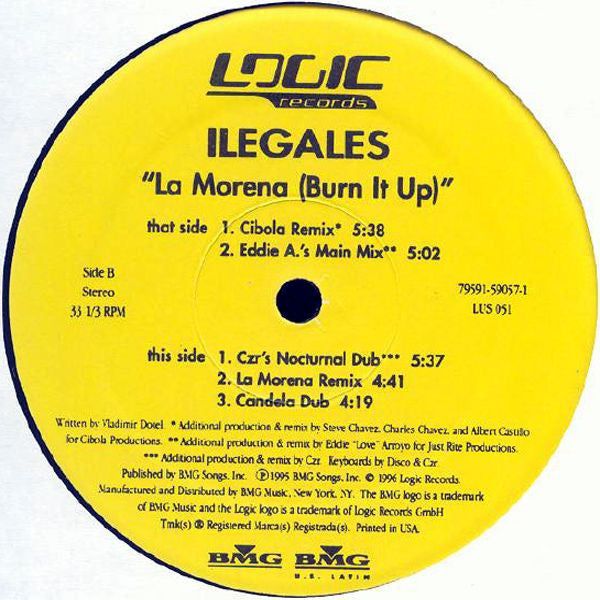 LOGIC
records
ILEGALES
"La Morena (Burn It Up)"
that side 1. Cibola Remix* 5:38
2. Eddie A.'s Main Mix** 5:02
Side B
Stereo
33 1/3 RPM
79591-59057-1
LUS 051
this side 1. Czr's Nocturnal Dub*** 5:37
2. La Morena Remix 4:41
3. Candela Dub 4:19
Written by Vladimir Dotel. * Additional production & remix by Steve Chavez, Charles Chavez, and Albert Castillo
for Cibola Productions. ** Additional production & remix by Eddie "Love" Arroyo for Just Rite Productions.
*** Additional production & remix by Czr. Keyboards by Disco & Czr.
Published by BMG Songs, Inc. ℗ 1995 BMG Songs, Inc. © 1996 Logic Records.
Manufactured and Distributed by BMG Music, New York, NY. The BMG logo is a trademark
of BMG Music and the Logic logo is a trademark of Logic Records GmbH
Tmk(s) ® Registered Marca(s) Registrada(s). Printed in USA.
BMG BMG
U.S. LATIN